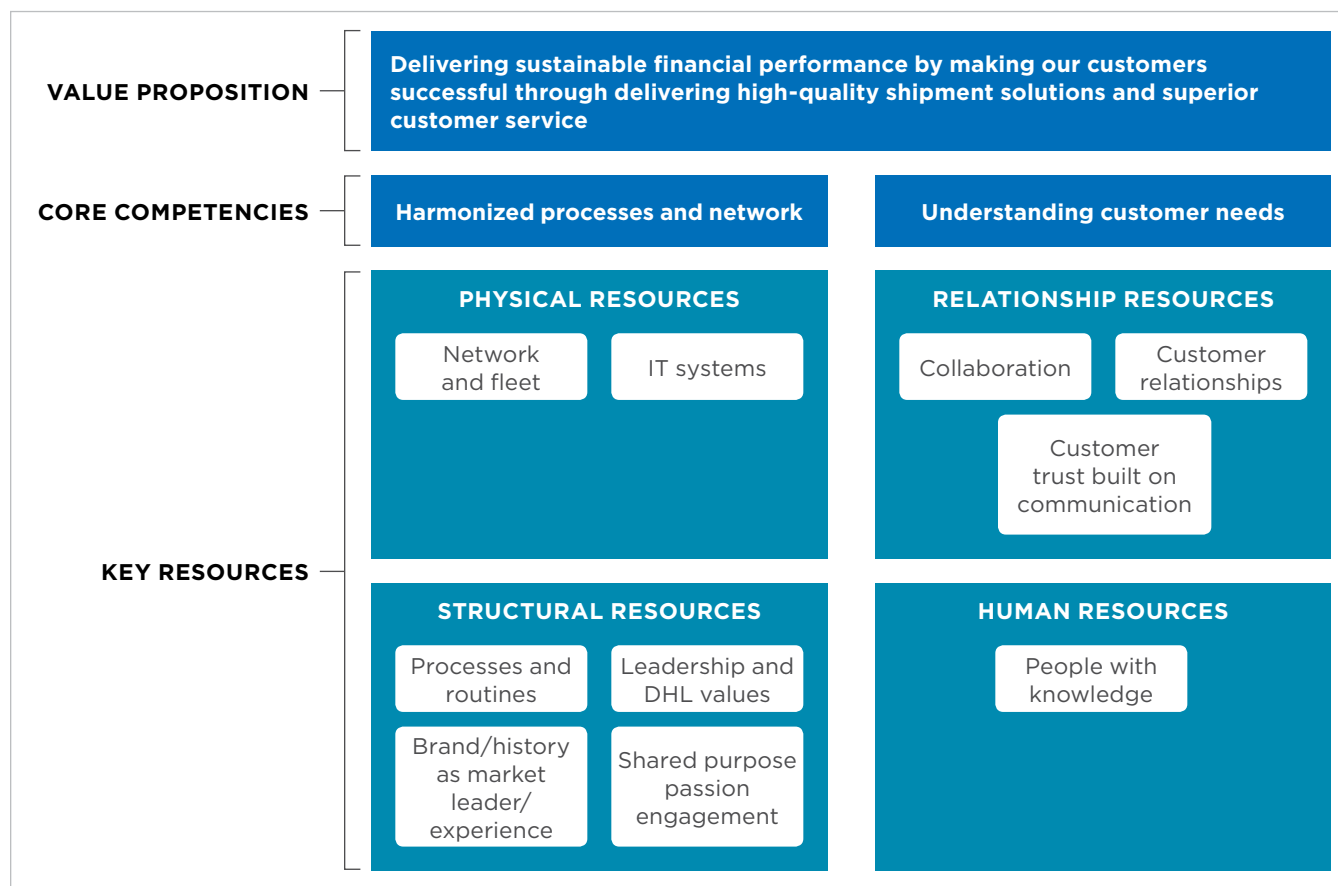 VALUE PROPOSITION
Delivering sustainable financial performance by making our customers
successful through delivering high-quality shipment solutions and superior
customer service
CORE COMPETENCIES
Harmonized processes and network
Understanding customer needs
KEY RESOURCES
PHYSICAL RESOURCES
Network
and fleet
IT systems
RELATIONSHIP RESOURCES
Collaboration
Customer
relationships
Customer
trust built on
communication
STRUCTURAL RESOURCES
Processes and
routines
Leadership and
DHL values
Brand/history
as market
leader/
experience
Shared purpose
passion
engagement
HUMAN RESOURCES
People with
knowledge